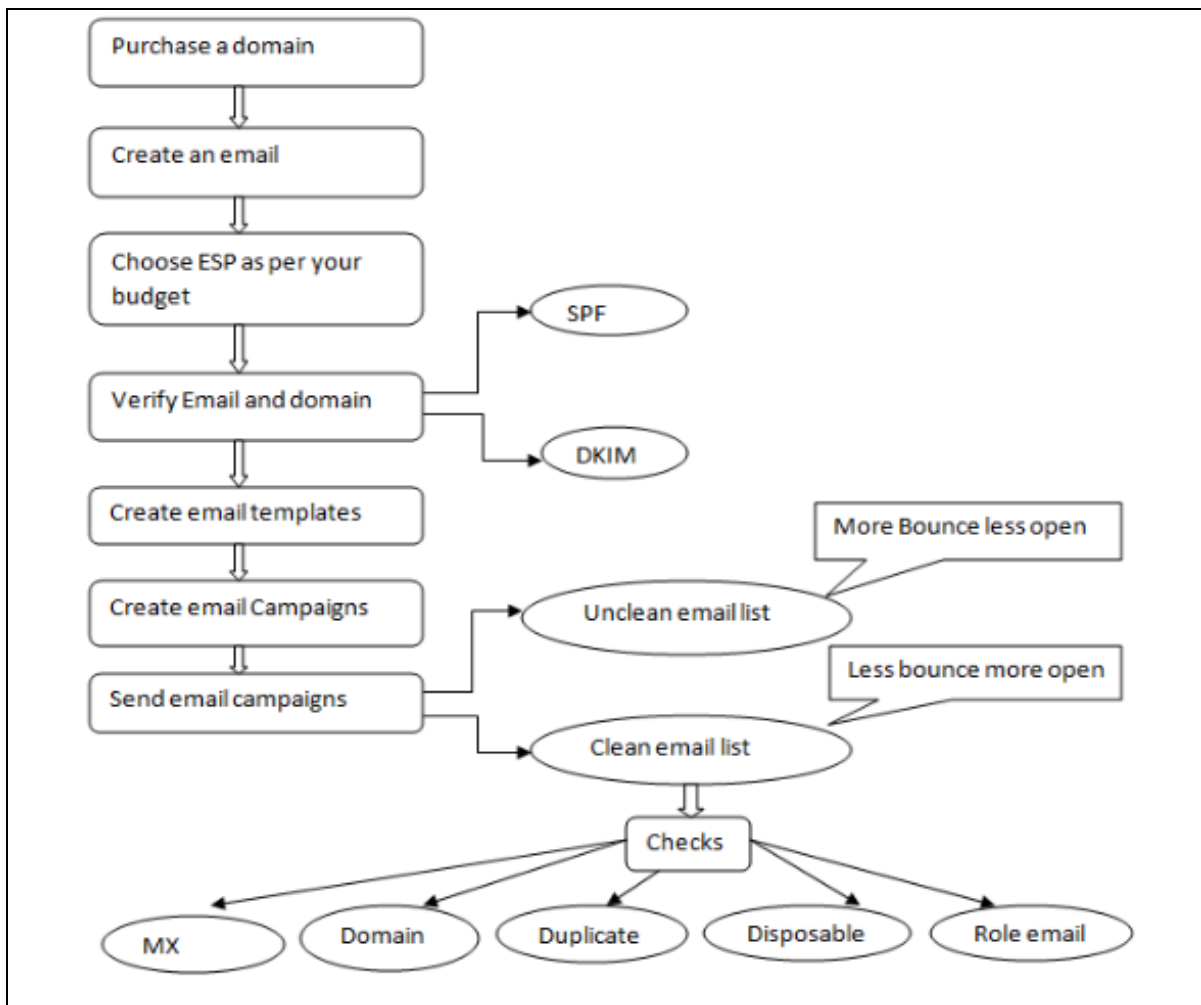 Purchase a domain
Create an email
Choose ESP as per your
budget
SPF
Verify Email and domain
DKIM
Create email templates
More Bounce less open
Create email Campaigns
Unclean email list
Less bounce more open
Send email campaigns
Clean email list
Checks
MX
Domain
Duplicate
Disposable
Role email